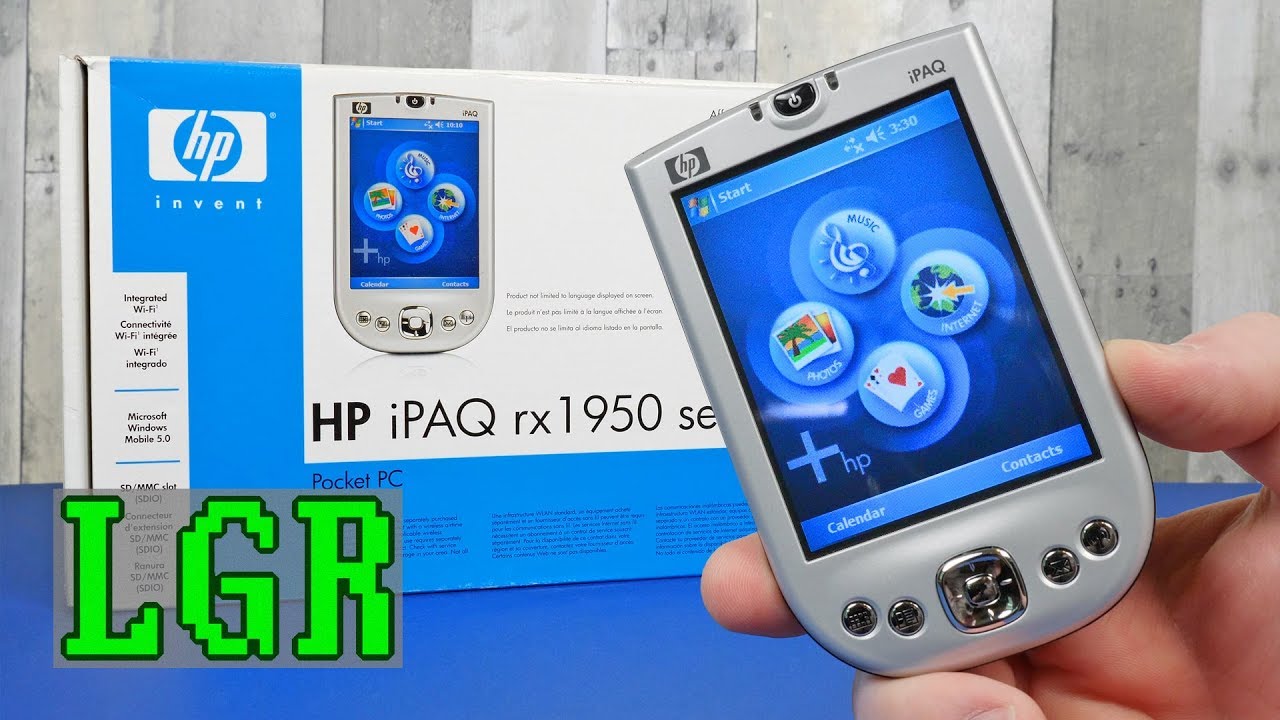 hp
®
invent
Integrated
Wi-Fi¹
Connectivité
Wi-Fi¹ intégrée
Wi-Fi¹
integrado
Microsoft
Windows
Mobile 5.0
SD/MMC slot
(SDIO)
Connecteur
d'extension
SD/MMC
(SDIO)
Ranura
SD/MMC
(SDIO)
hp
iPAQ
Start
10:10
MUSIC
PHOTOS
INTERNET
GAMES
hp
Calendar
Contacts
Product not limited to language displayed on screen.
Le produit n'est pas limité à la langue affichée à l'écran.
El producto no se limita al idioma listado en la pantalla.
HP iPAQ rx1950 se
Pocket PC
LGR
hp
iPAQ
Start
3:30
MUSIC
INTERNET
PHOTOS
GAMES
hp
Calendar
Contacts